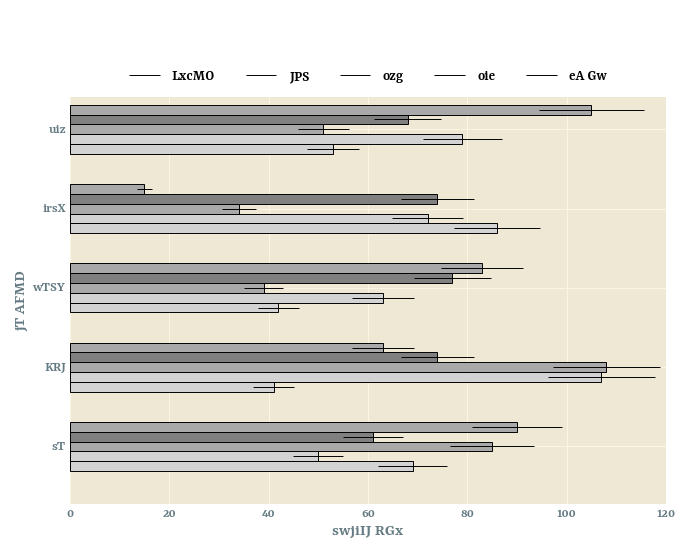 LxcMO JPS ozg oie eA Gw
uiz
irsX
wTSY
KRJ
sT
jT AFMD
0 20 40 60 80 100 120
swjiIJ RGx